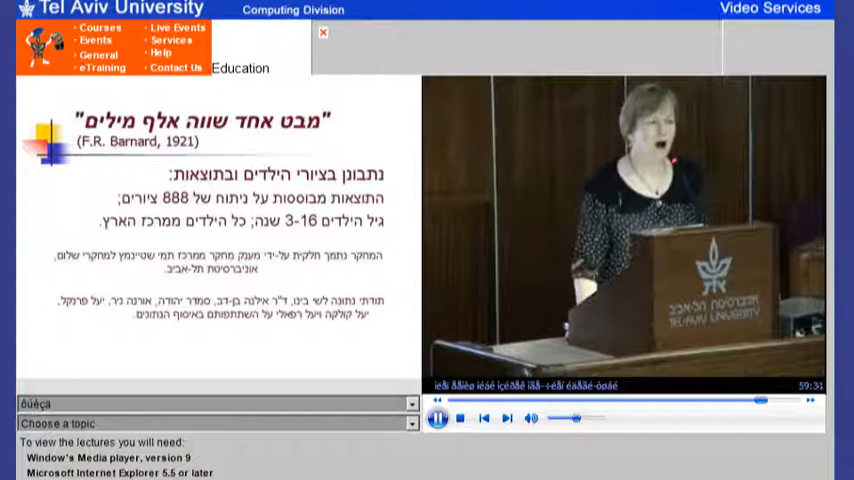 Tel Aviv University
Computing Division
Video Services
· Courses
· Live Events
· Events
· Services
· General
· Help
· eTraining
· Contact Us
Education
"מבט אחד שווה אלף מילים"
(F.R. Barnard, 1921)
נתבונן בציורי הילדים ובתוצאות:
התוצאות מבוססות על ניתוח של 888 ציורים;
גיל הילדים 3-16 שנה; כל הילדים ממרכז הארץ.
המחקר נתמך חלקית על-ידי מענק מחקר ממרכז תמי שטיינמץ למחקרי שלום,
אוניברסיטת תל-אביב.
תודתי נתונה לשי בינו, ד"ר אילנה בן-דב, סמדר יהודה, אורנה ניר, יעל פרנקל,
יעל קולקה ויעל רפאלי על השתתפותם באיסוף הנתונים.
אוניברסיטת תל-אביב
TEL-AVIV UNIVERSITY
59:31
ôúéçä
Choose a topic
To view the lectures you will need:
Window's Media player, version 9
Microsoft Internet Explorer 5.5 or later